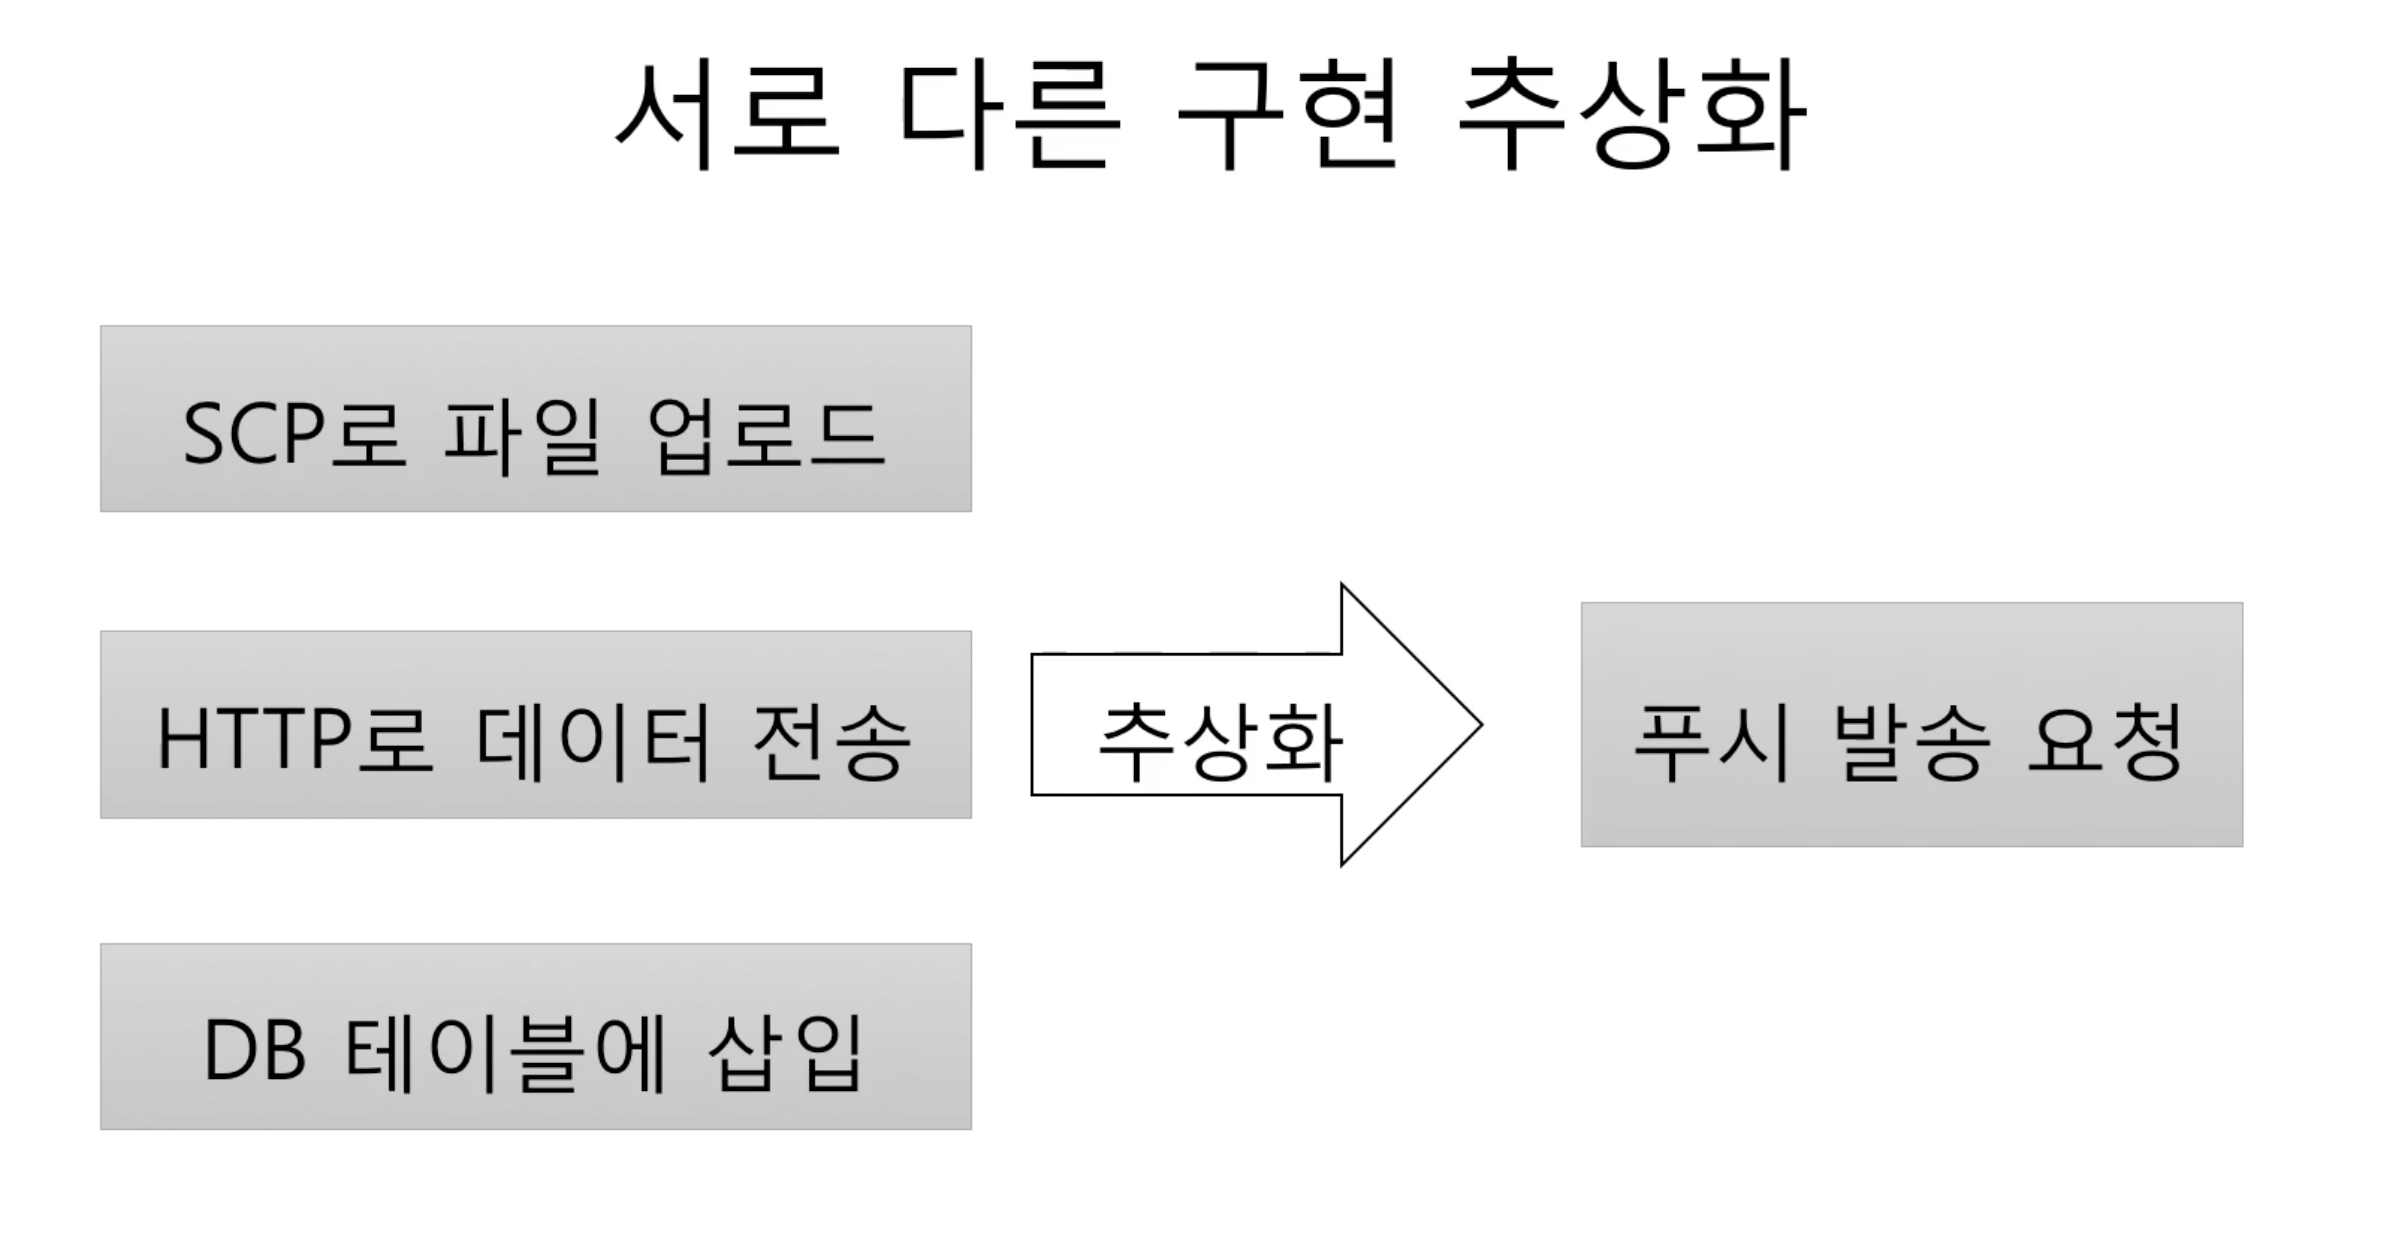 서로 다른 구현 추상화
SCP로 파일 업로드
HTTP로 데이터 전송
추상화
푸시 발송 요청
DB 테이블에 삽입